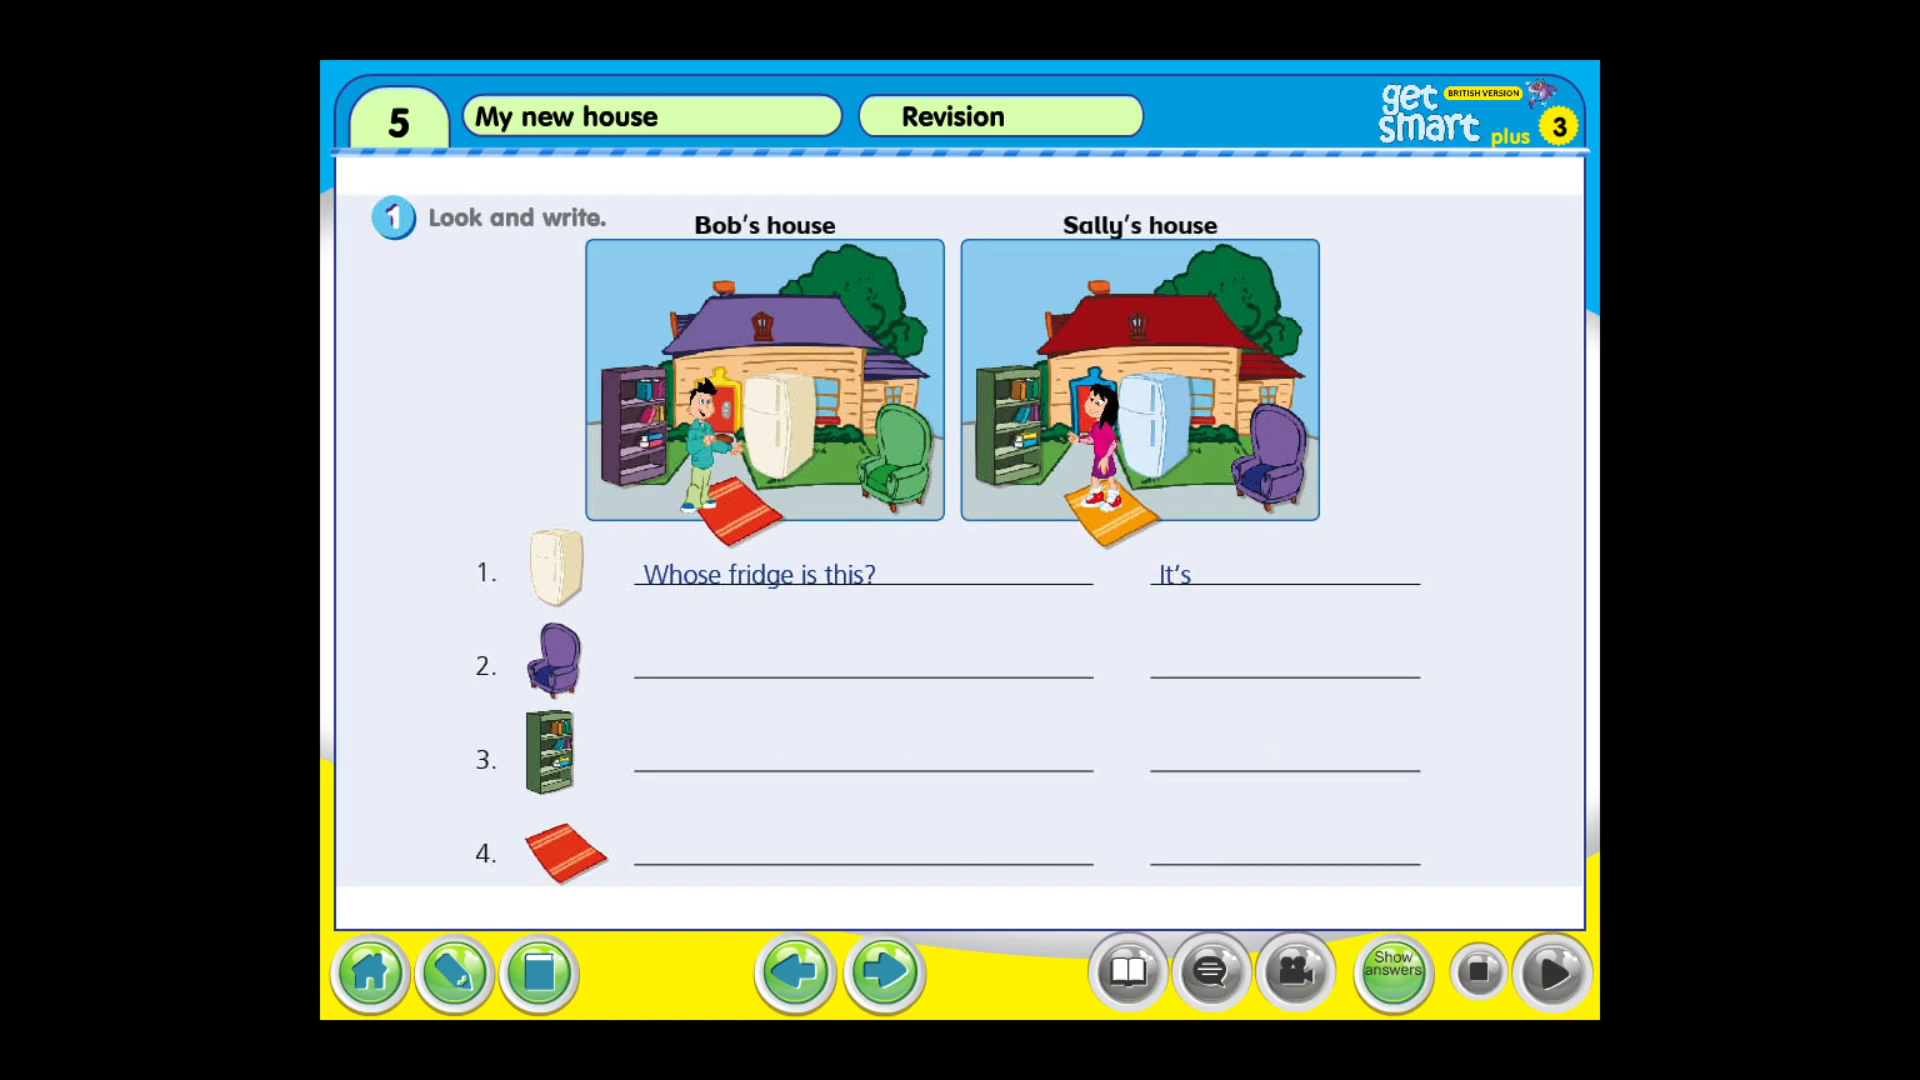 5
My new house
Revision
get smart plus 3
BRITISH VERSION
1 Look and write.
Bob's house
Sally's house
1. Whose fridge is this? It's
2.
3.
4.
Show answers